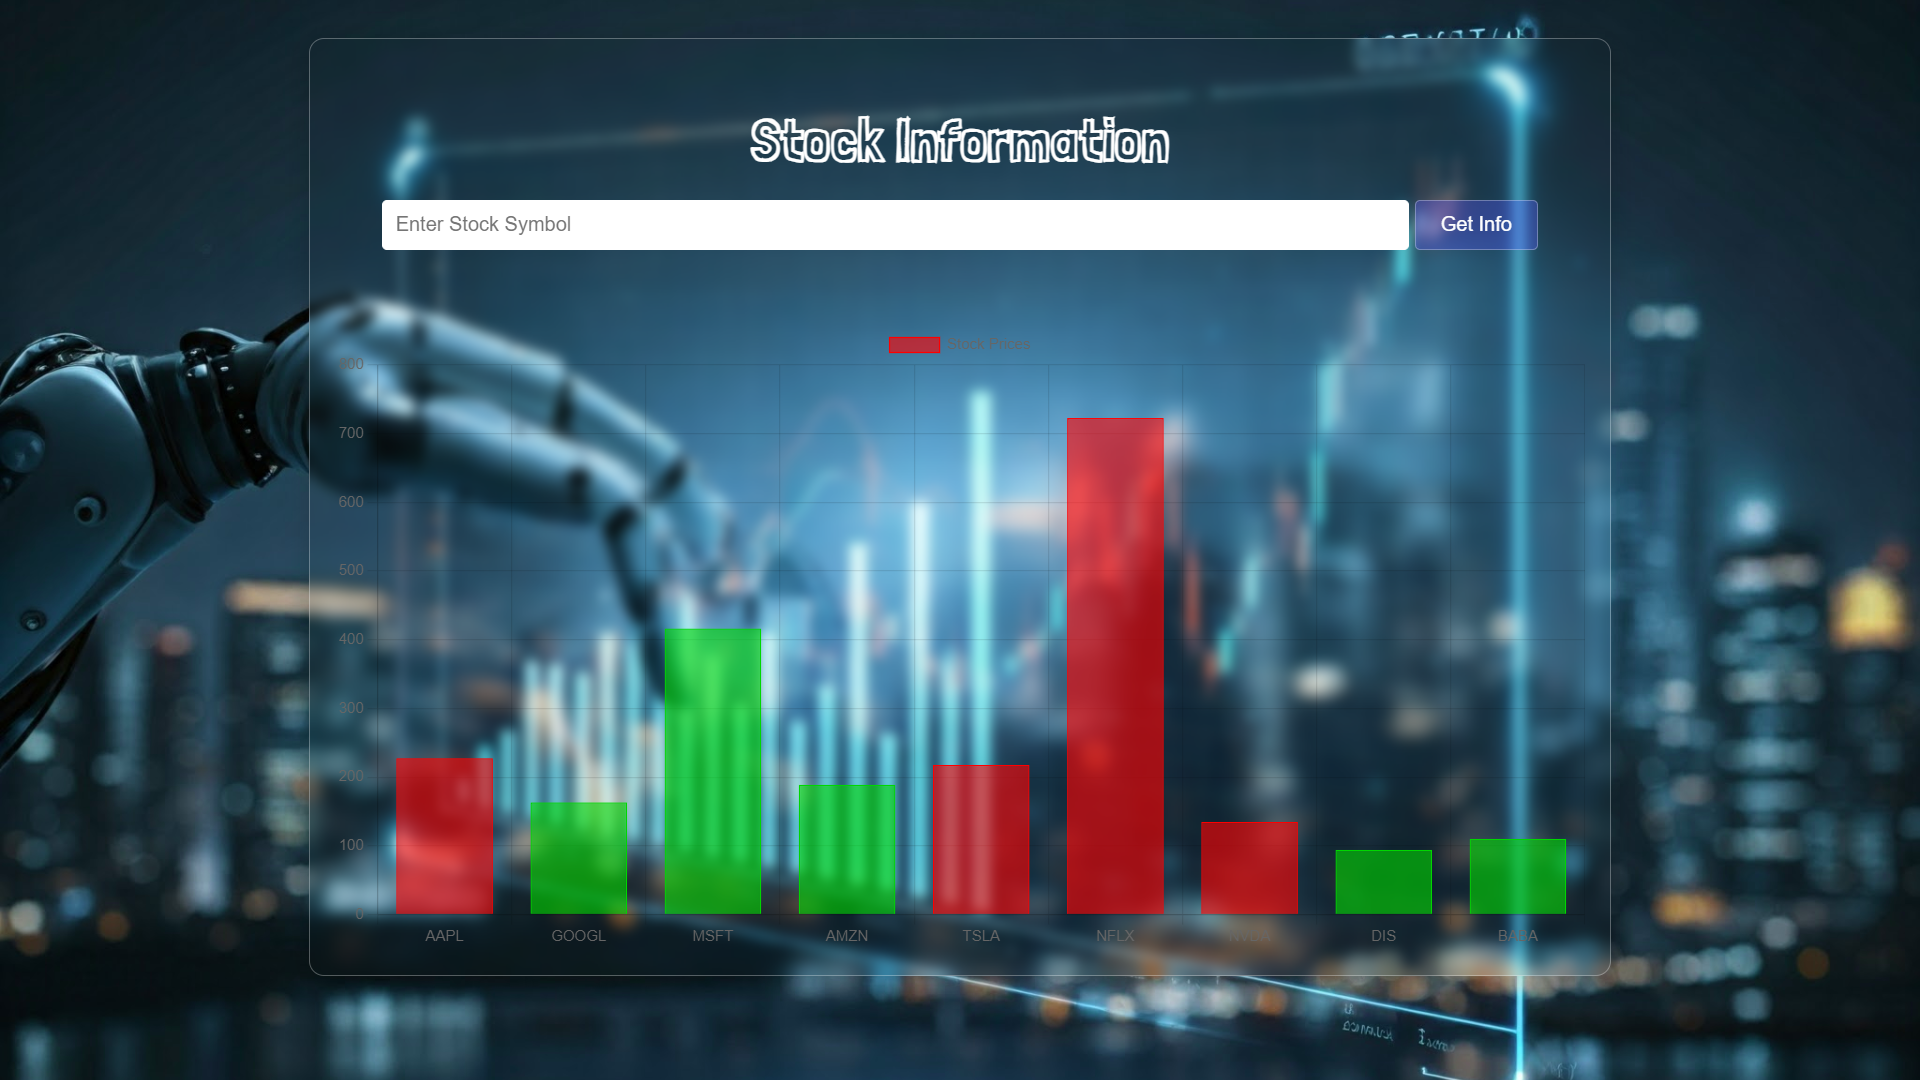 Stock Information
Enter Stock Symbol
Get Info
Stock Prices
800
700
600
500
400
300
200
100
0
AAPL
GOOGL
MSFT
AMZN
TSLA
NFLX
NVDA
DIS
BABA